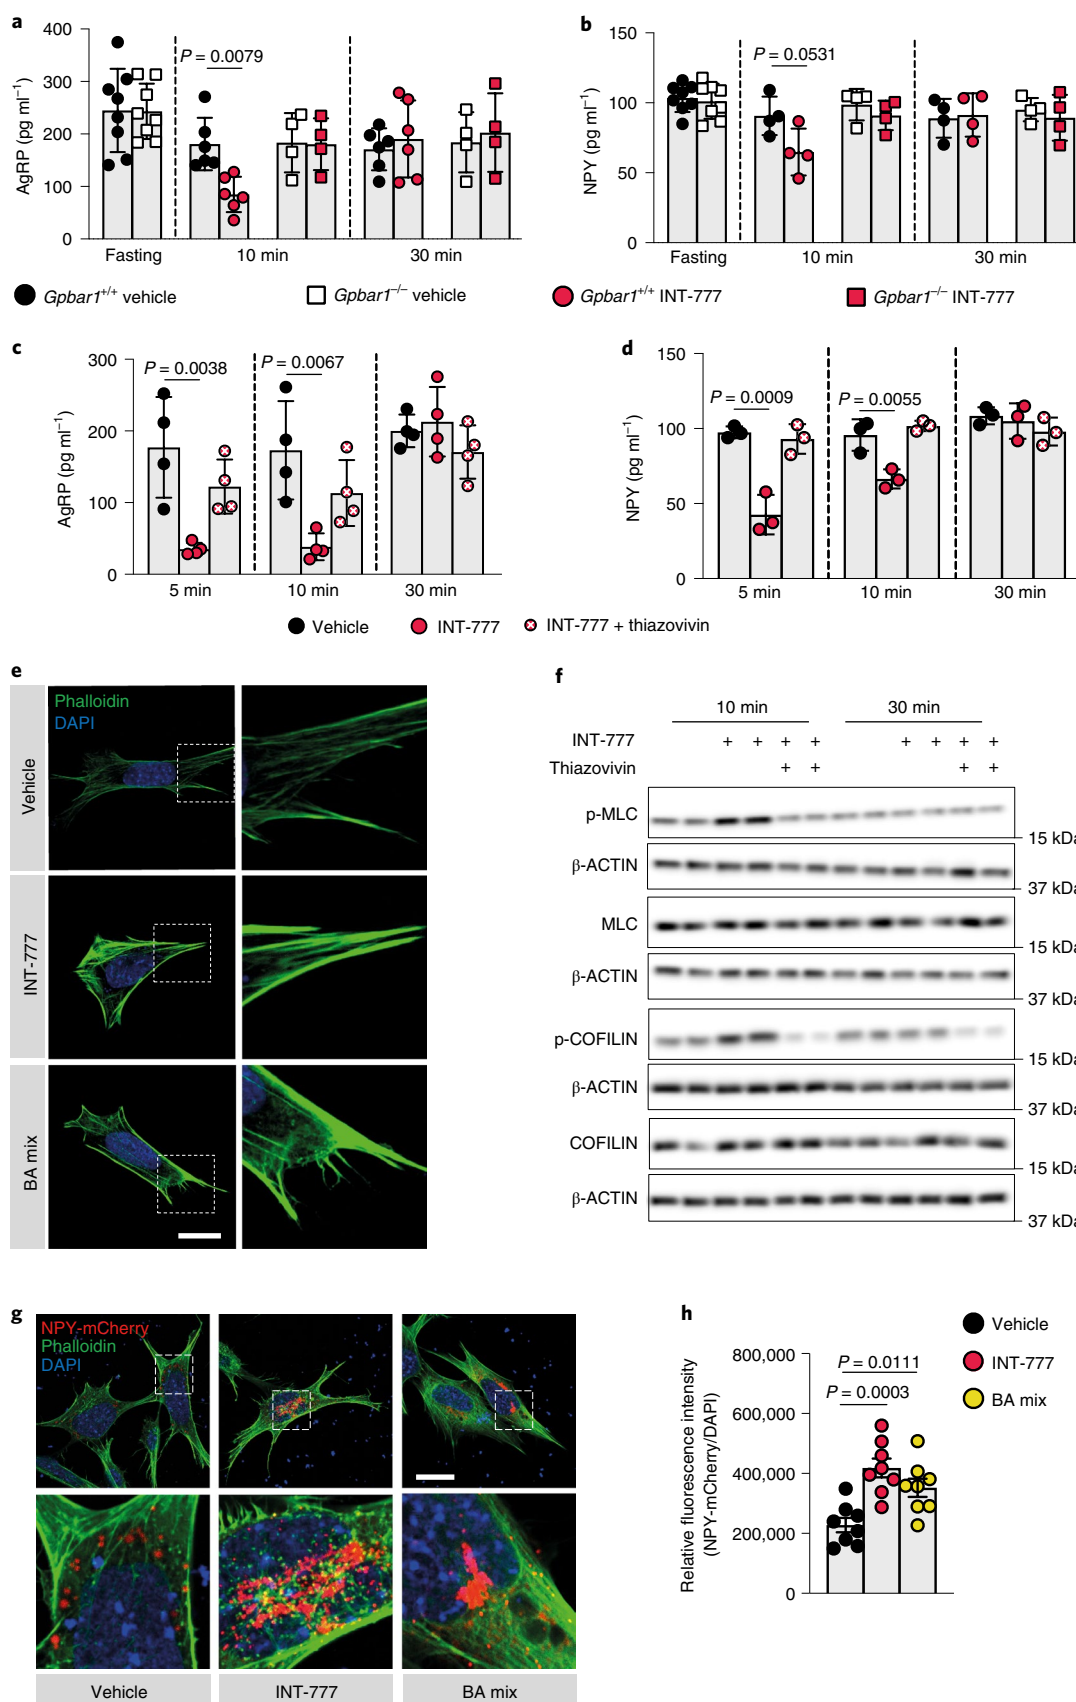 a
b
400
300
200
100
0
AgRP (pg ml−1)
P = 0.0079
Fasting
10 min
30 min
150
100
50
0
NPY (pg ml−1)
P = 0.0531
Fasting
10 min
30 min
Gpbar1+/+ vehicle
Gpbar1−/− vehicle
Gpbar1+/+ INT-777
Gpbar1−/− INT-777
c
d
300
200
100
0
AgRP (pg ml−1)
P = 0.0038
P = 0.0067
5 min
10 min
30 min
150
100
50
0
NPY (pg ml−1)
P = 0.0009
P = 0.0055
5 min
10 min
30 min
Vehicle
INT-777
INT-777 + thiazovivin
e
Phalloidin
DAPI
Vehicle
INT-777
BA mix
f
10 min
30 min
INT-777 + + + + + + + +
Thiazovivin + + + +
p-MLC
15 kDa
β-ACTIN
37 kDa
MLC
15 kDa
β-ACTIN
37 kDa
p-COFILIN
15 kDa
β-ACTIN
37 kDa
COFILIN
15 kDa
β-ACTIN
37 kDa
g
NPY-mCherry
Phalloidin
DAPI
Vehicle
INT-777
BA mix
h
Vehicle
INT-777
BA mix
800,000
600,000
400,000
200,000
0
Relative fluorescence intensity
(NPY-mCherry/DAPI)
P = 0.0111
P = 0.0003